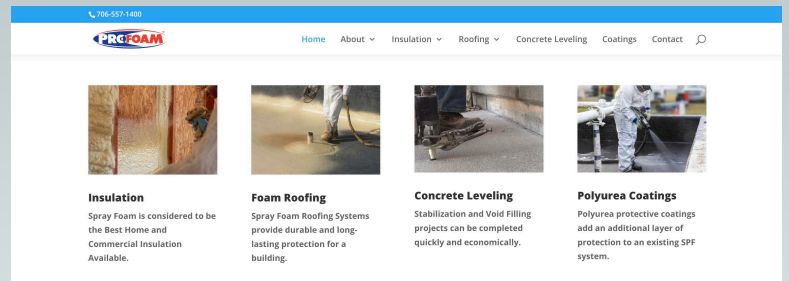 706-557-1400
PROFOAM
Home About Insulation Roofing Concrete Leveling Coatings Contact
Insulation
Spray Foam is considered to be
the Best Home and
Commercial Insulation
Available.
Foam Roofing
Spray Foam Roofing Systems
provide durable and long-
lasting protection for a
building.
Concrete Leveling
Stabilization and Void Filling
projects can be completed
quickly and economically.
Polyurea Coatings
Polyurea protective coatings
add an additional layer of
protection to an existing SPF
system.